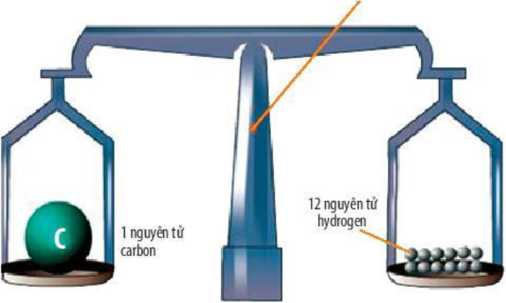 C
1 nguyên tử
carbon
12 nguyên tử
hydrogen